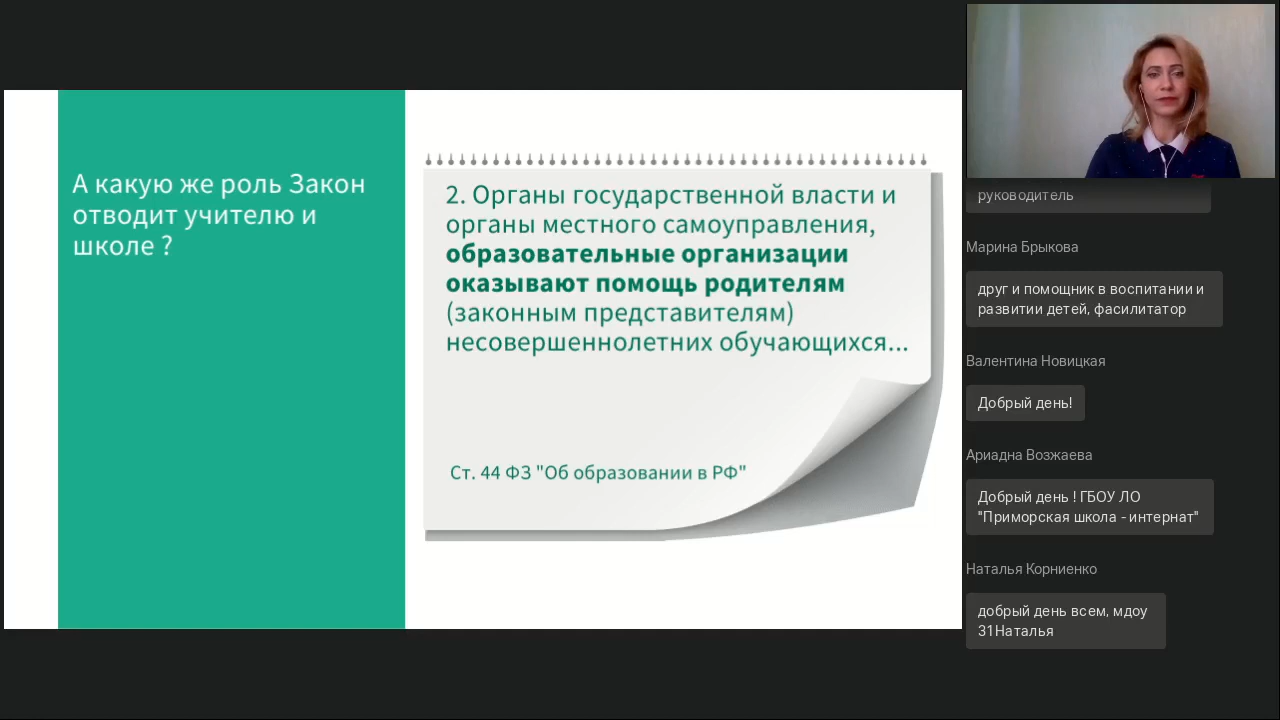 А какую же роль Закон
отводит учителю и
школе ?
2. Органы государственной власти и
органы местного самоуправления,
образовательные организации
оказывают помощь родителям
(законным представителям)
несовершеннолетних обучающихся...
Ст. 44 ФЗ "Об образовании в РФ"
руководитель
Марина Брыкова
друг и помощник в воспитании и
развитии детей, фасилитатор
Валентина Новицкая
Добрый день!
Ариадна Возжаева
Добрый день ! ГБОУ ЛО
"Приморская школа - интернат"
Наталья Корниенко
добрый день всем, мдоу
31Наталья